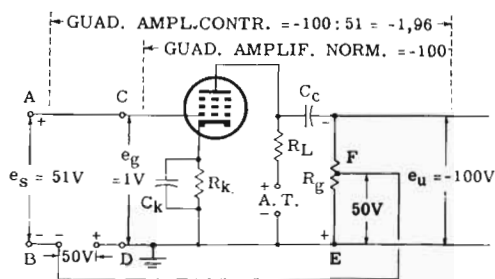 GUAD. AMPL.CONTR. = -100:51 = -1,96
GUAD. AMPLIF. NORM. = -100
A
C
Cc
+
-
RL
F
es = 51V
eg
=1V
Rk
Ck
+
A.T.
-
Rg
50V
eu = -100V
B
- - + -
50V
D
+
E